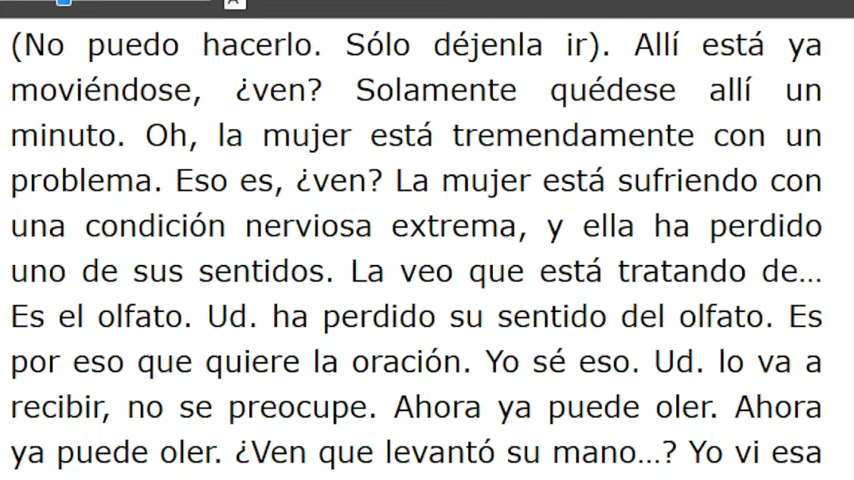 (No puedo hacerlo. Sólo déjenla ir). Allí está ya
moviéndose, ¿ven? Solamente quédese allí un
minuto. Oh, la mujer está tremendamente con un
problema. Eso es, ¿ven? La mujer está sufriendo con
una condición nerviosa extrema, y ella ha perdido
uno de sus sentidos. La veo que está tratando de...
Es el olfato. Ud. ha perdido su sentido del olfato. Es
por eso que quiere la oración. Yo sé eso. Ud. lo va a
recibir, no se preocupe. Ahora ya puede oler. Ahora
ya puede oler. ¿Ven que levantó su mano...? Yo vi esa